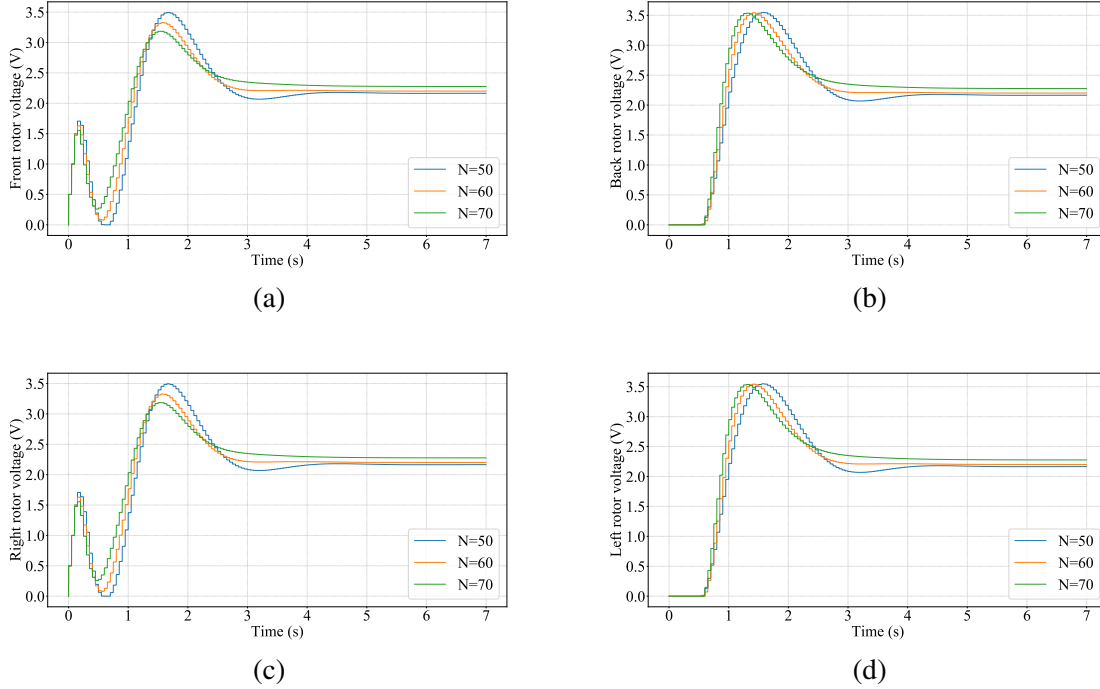 3.5
3.0
2.5
2.0
1.5
1.0
0.5
0.0
Front rotor voltage (V)
N=50
N=60
N=70
0 1 2 3 4 5 6 7
Time (s)
(a)
3.5
3.0
2.5
2.0
1.5
1.0
0.5
0.0
Back rotor voltage (V)
N=50
N=60
N=70
0 1 2 3 4 5 6 7
Time (s)
(b)
3.5
3.0
2.5
2.0
1.5
1.0
0.5
0.0
Right rotor voltage (V)
N=50
N=60
N=70
0 1 2 3 4 5 6 7
Time (s)
(c)
3.5
3.0
2.5
2.0
1.5
1.0
0.5
0.0
Left rotor voltage (V)
N=50
N=60
N=70
0 1 2 3 4 5 6 7
Time (s)
(d)